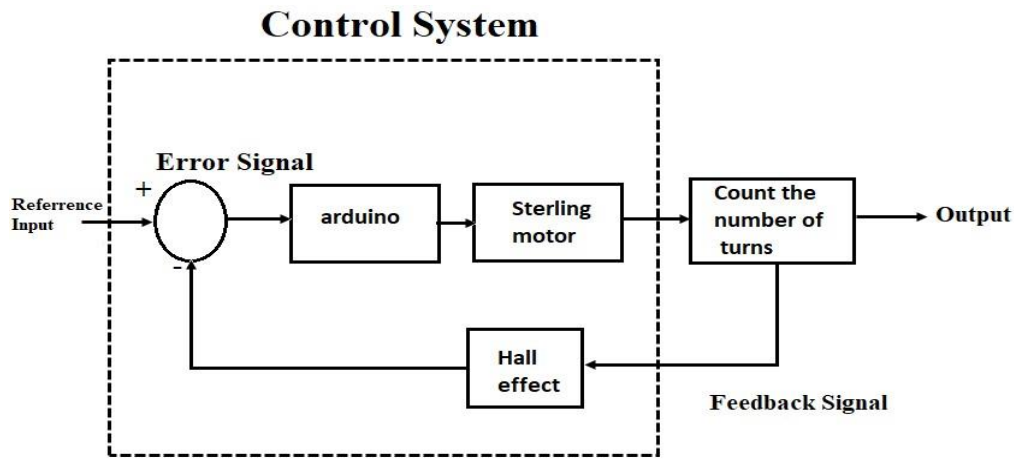 Control System
Error Signal
+
Referrence
Input
-
arduino
Sterling
motor
Count the
number of
turns
Output
Hall
effect
Feedback Signal